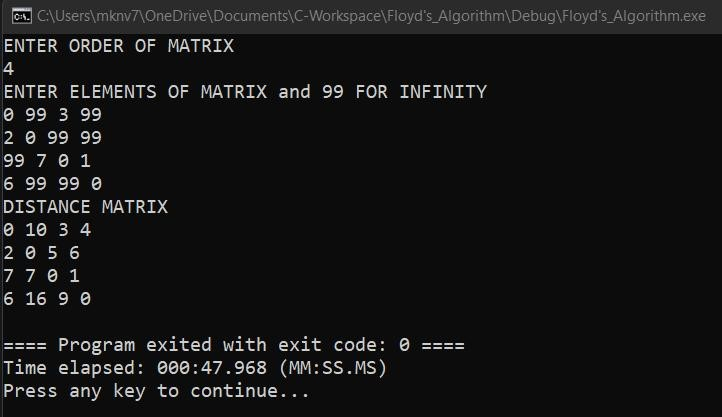 C:\Users\mknv7\OneDrive\Documents\C-Workspace\Floyd's_Algorithm\Debug\Floyd's_Algorithm.exe
ENTER ORDER OF MATRIX
4
ENTER ELEMENTS OF MATRIX and 99 FOR INFINITY
0 99 3 99
2 0 99 99
99 7 0 1
6 99 99 0
DISTANCE MATRIX
0 10 3 4
2 0 5 6
7 7 0 1
6 16 9 0
==== Program exited with exit code: 0 ====
Time elapsed: 000:47.968 (MM:SS.MS)
Press any key to continue...